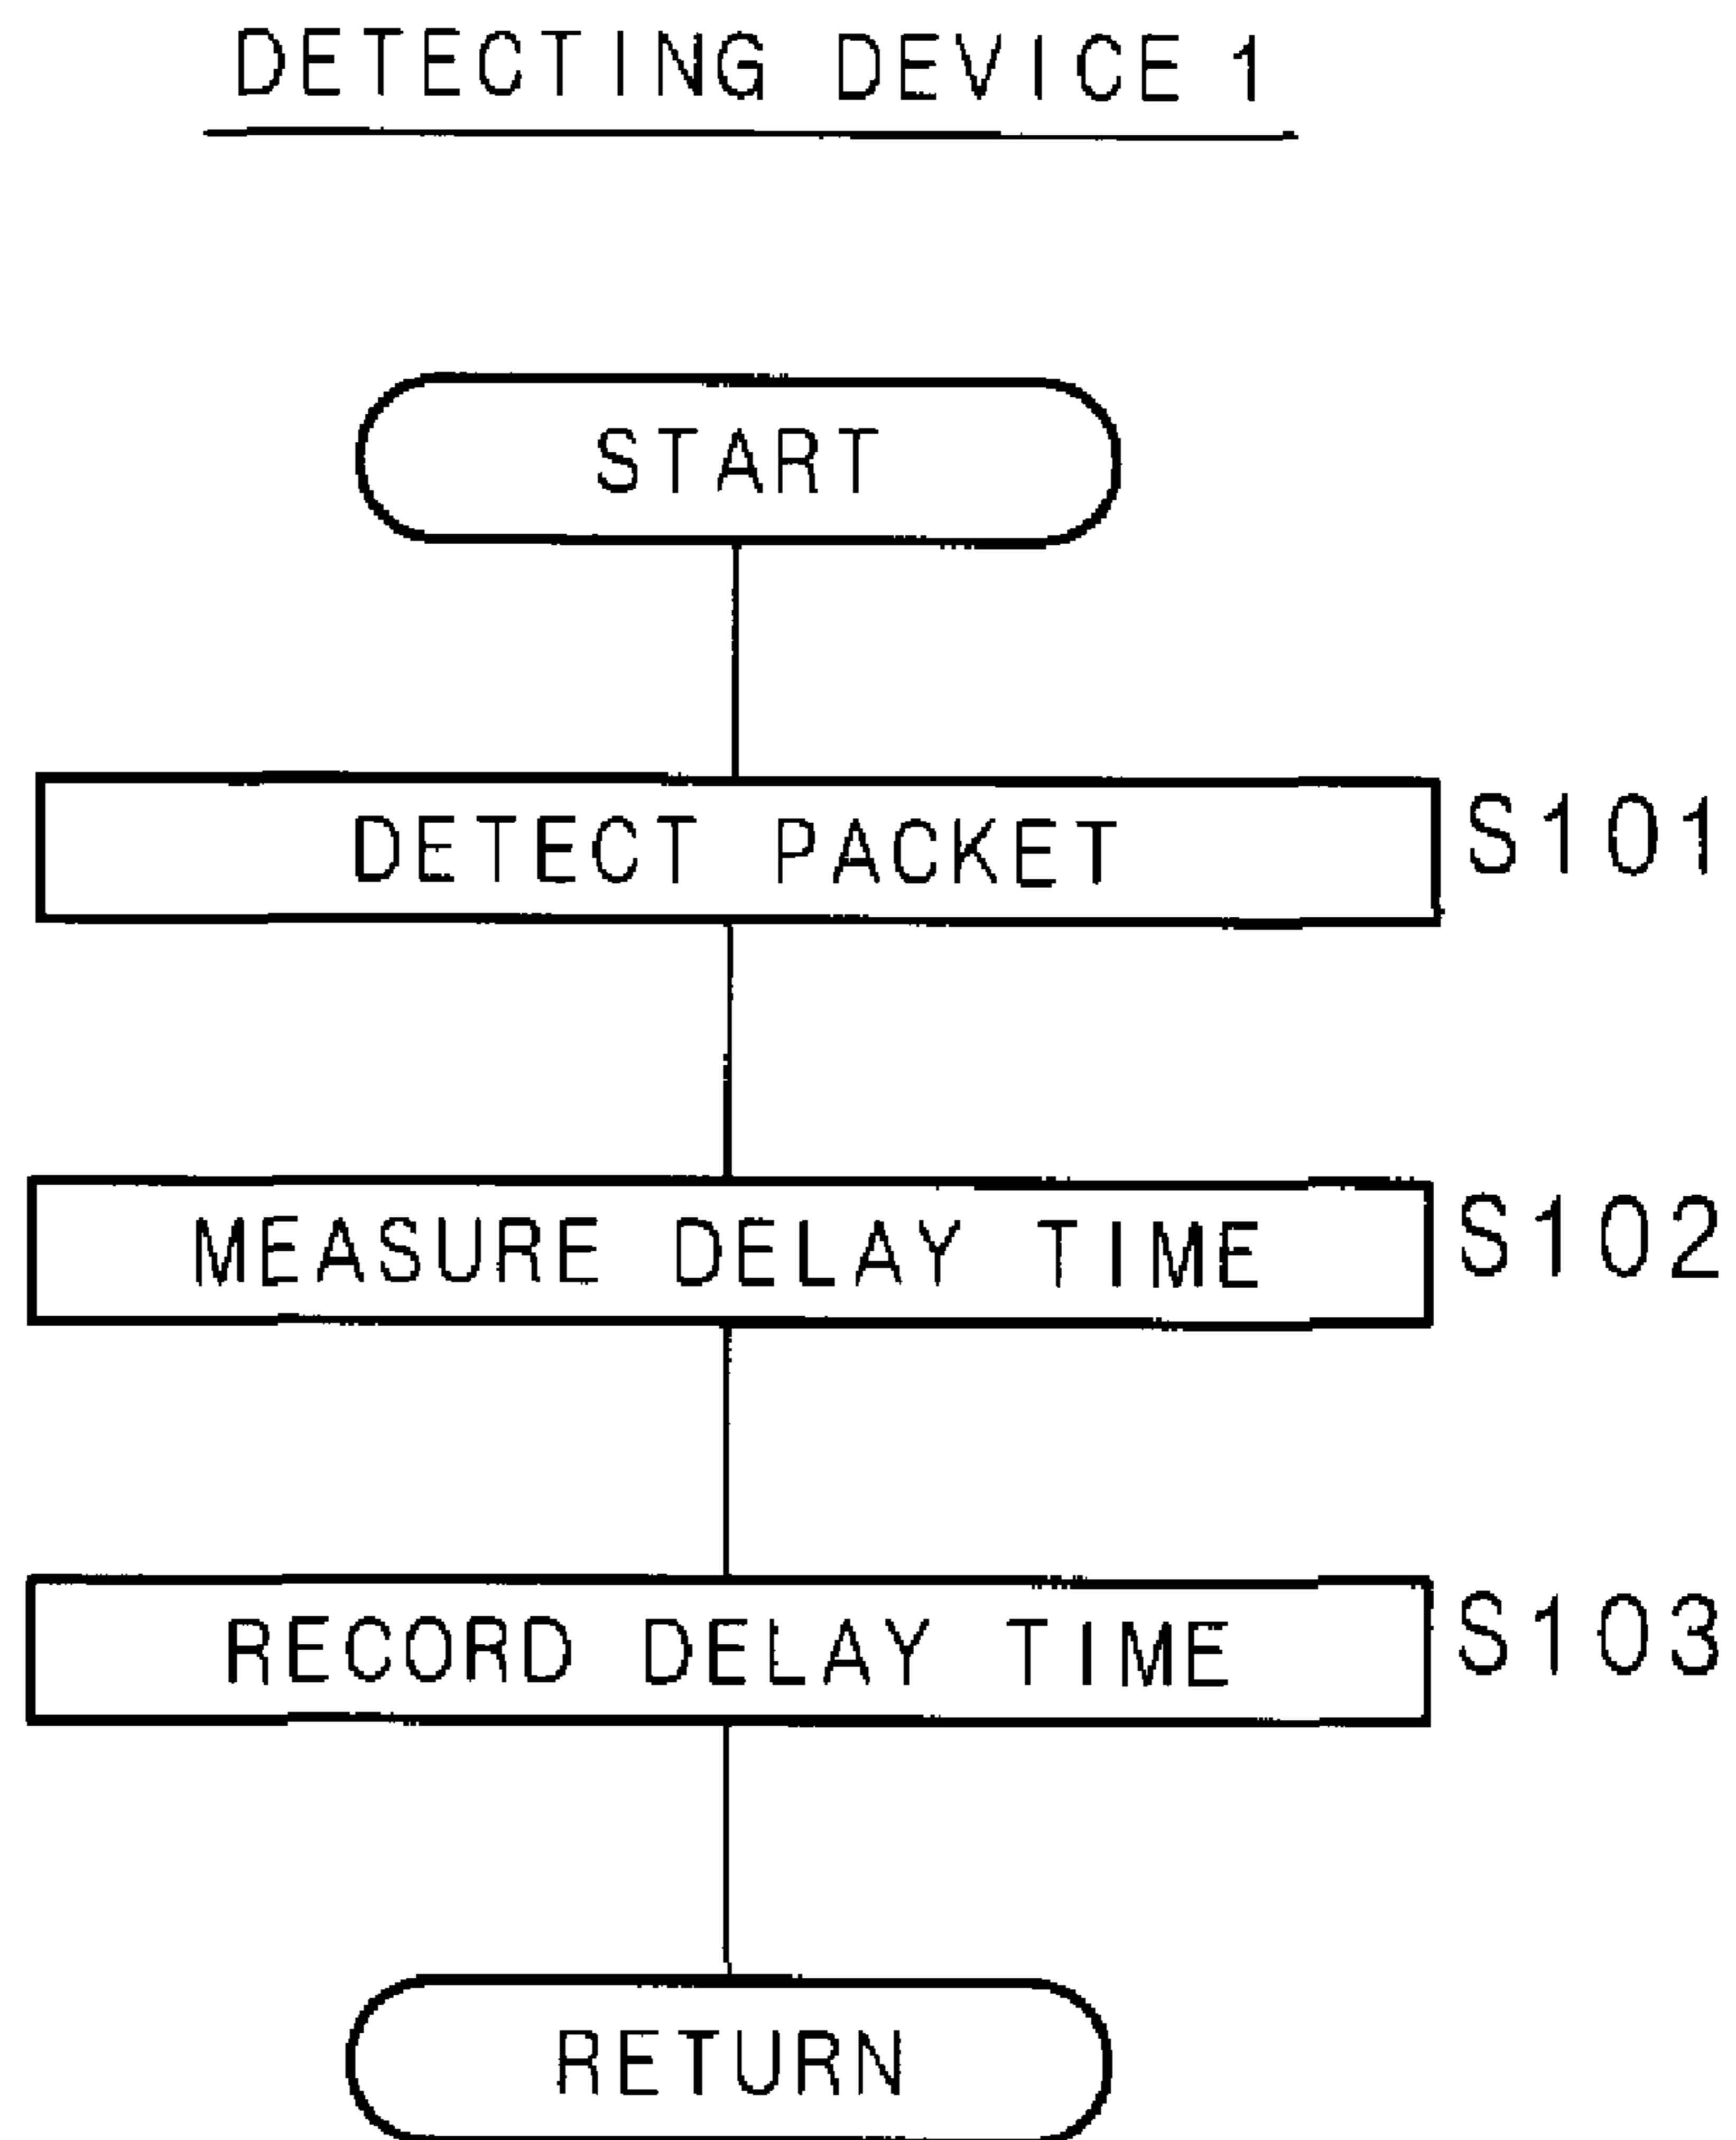 DETECTING DEVICE 1
START
DETECT PACKET S101
MEASURE DELAY TIME S102
RECORD DELAY TIME S103
RETURN